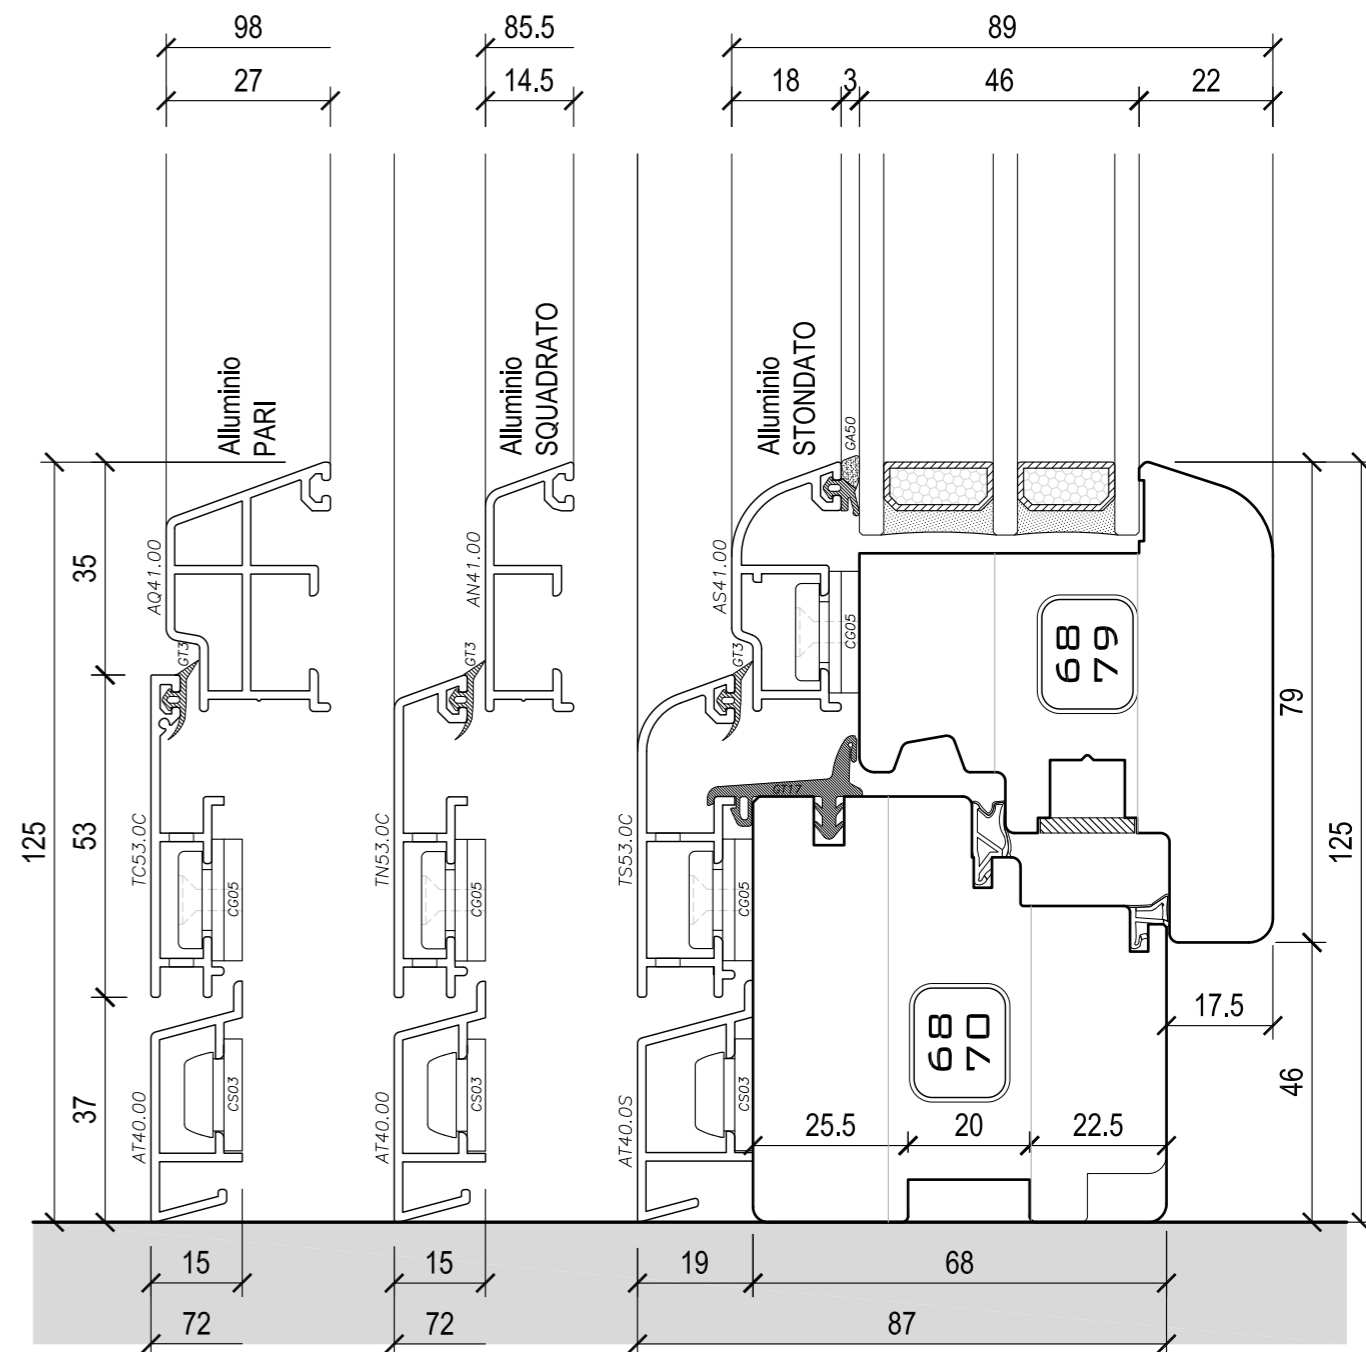 98
85.5
89
27
14.5
18
3
46
22
Alluminio
PARI
Alluminio
SQUADRATO
Alluminio
STONDATO
GA50
AQ41.00
AN41.00
AS41.00
35
CG05
68
79
79
GT3
GT3
GT3
125
53
TC53.0C
TN53.0C
TS53.0C
GT17
125
CG05
CG05
CG05
68
70
17.5
37
AT40.00
AT40.00
AT40.0S
CS03
CS03
CS03
46
25.5
20
22.5
15
15
19
68
72
72
87